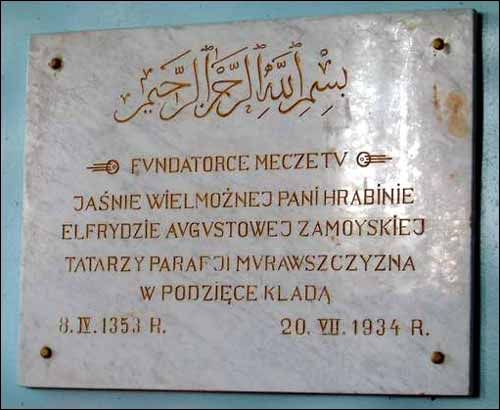 بسم الله الرحمن الرحيم
FVNDATORCE MECZETV
JAŚNIE WIELMOŻNEJ PANI HRABINIE
ELFRYDZIE AVGVSTOWEJ ZAMOYSKIEJ
TATARZY PARAFJI MVRAWSZCZYZNA
W PODZIĘCE KLADĄ
8. IV. 1353 R. 20. VII. 1934 R.